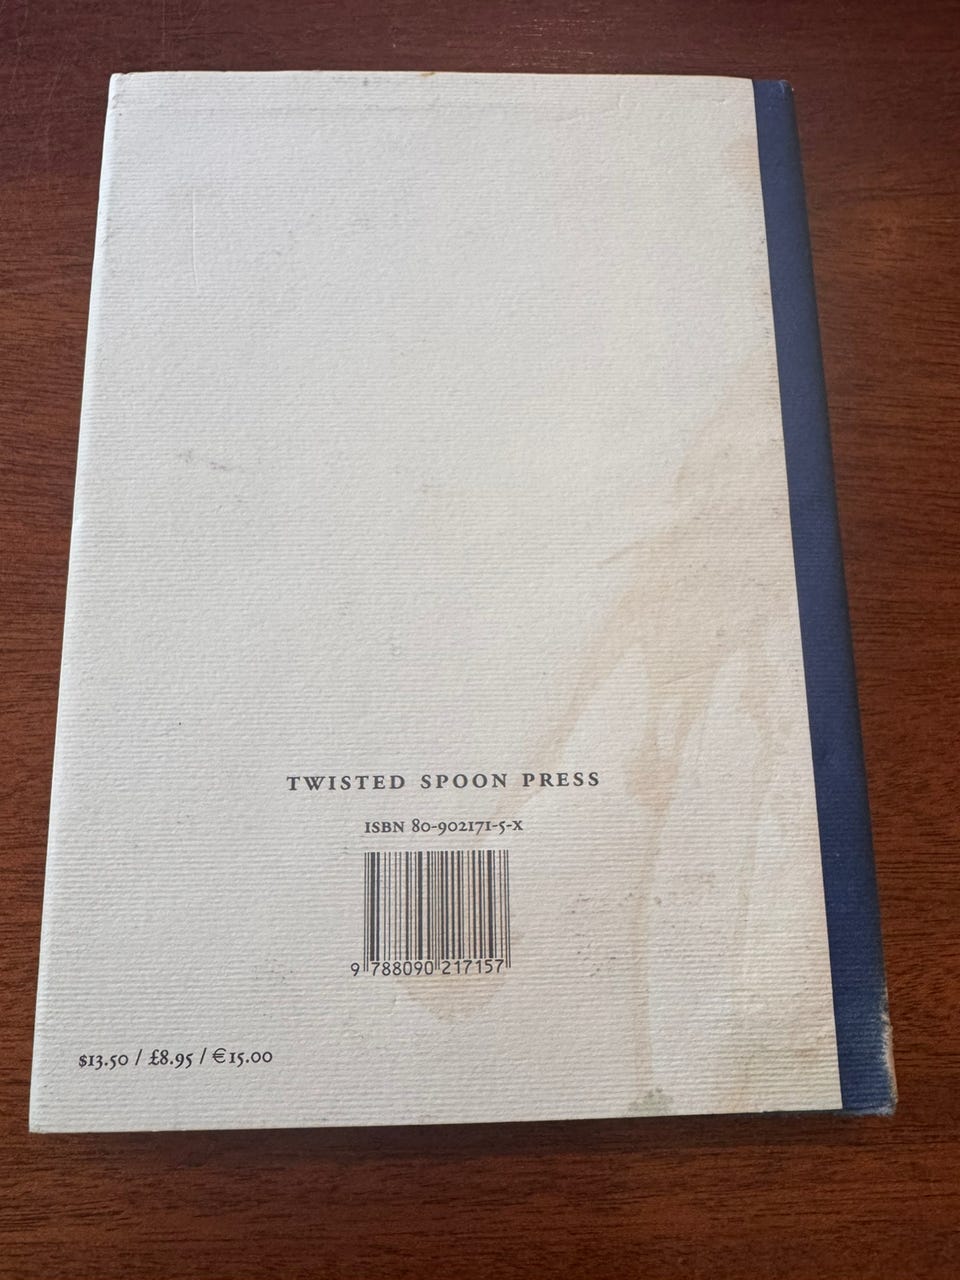 TWISTED SPOON PRESS
ISBN 80-902171-5-X
9 788090 217157
$13.50 / £8.95 / €15.00